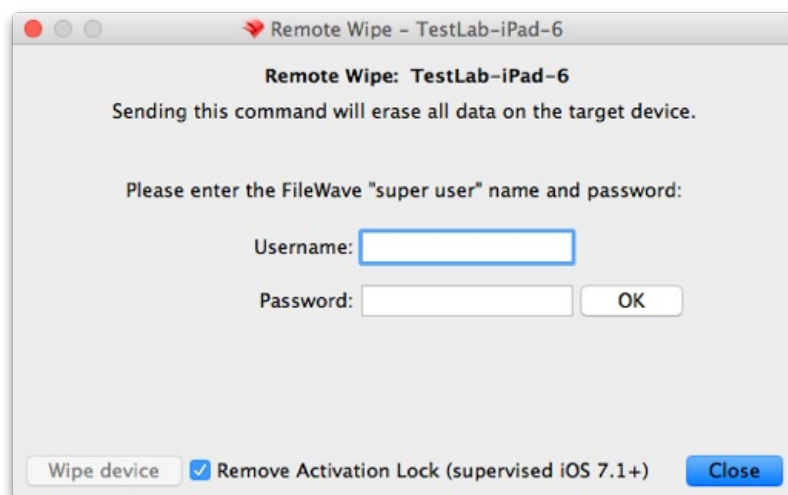 Remote Wipe – TestLab-iPad-6
Remote Wipe: TestLab-iPad-6
Sending this command will erase all data on the target device.
Please enter the FileWave "super user" name and password:
Username:
Password: OK
Wipe device Remove Activation Lock (supervised iOS 7.1+) Close